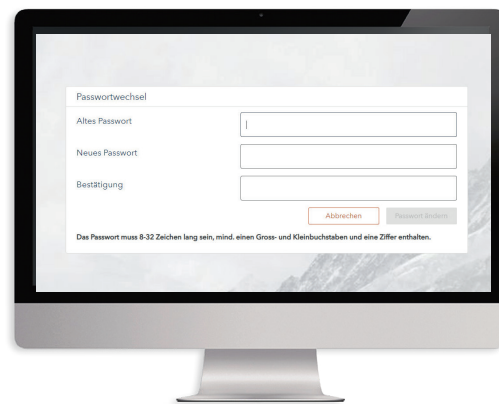 Passwortwechsel
Altes Passwort
Neues Passwort
Bestätigung
Abbrechen Passwort ändern
Das Passwort muss 8-32 Zeichen lang sein, mind. einen Gross- und Kleinbuchstaben und eine Ziffer enthalten.